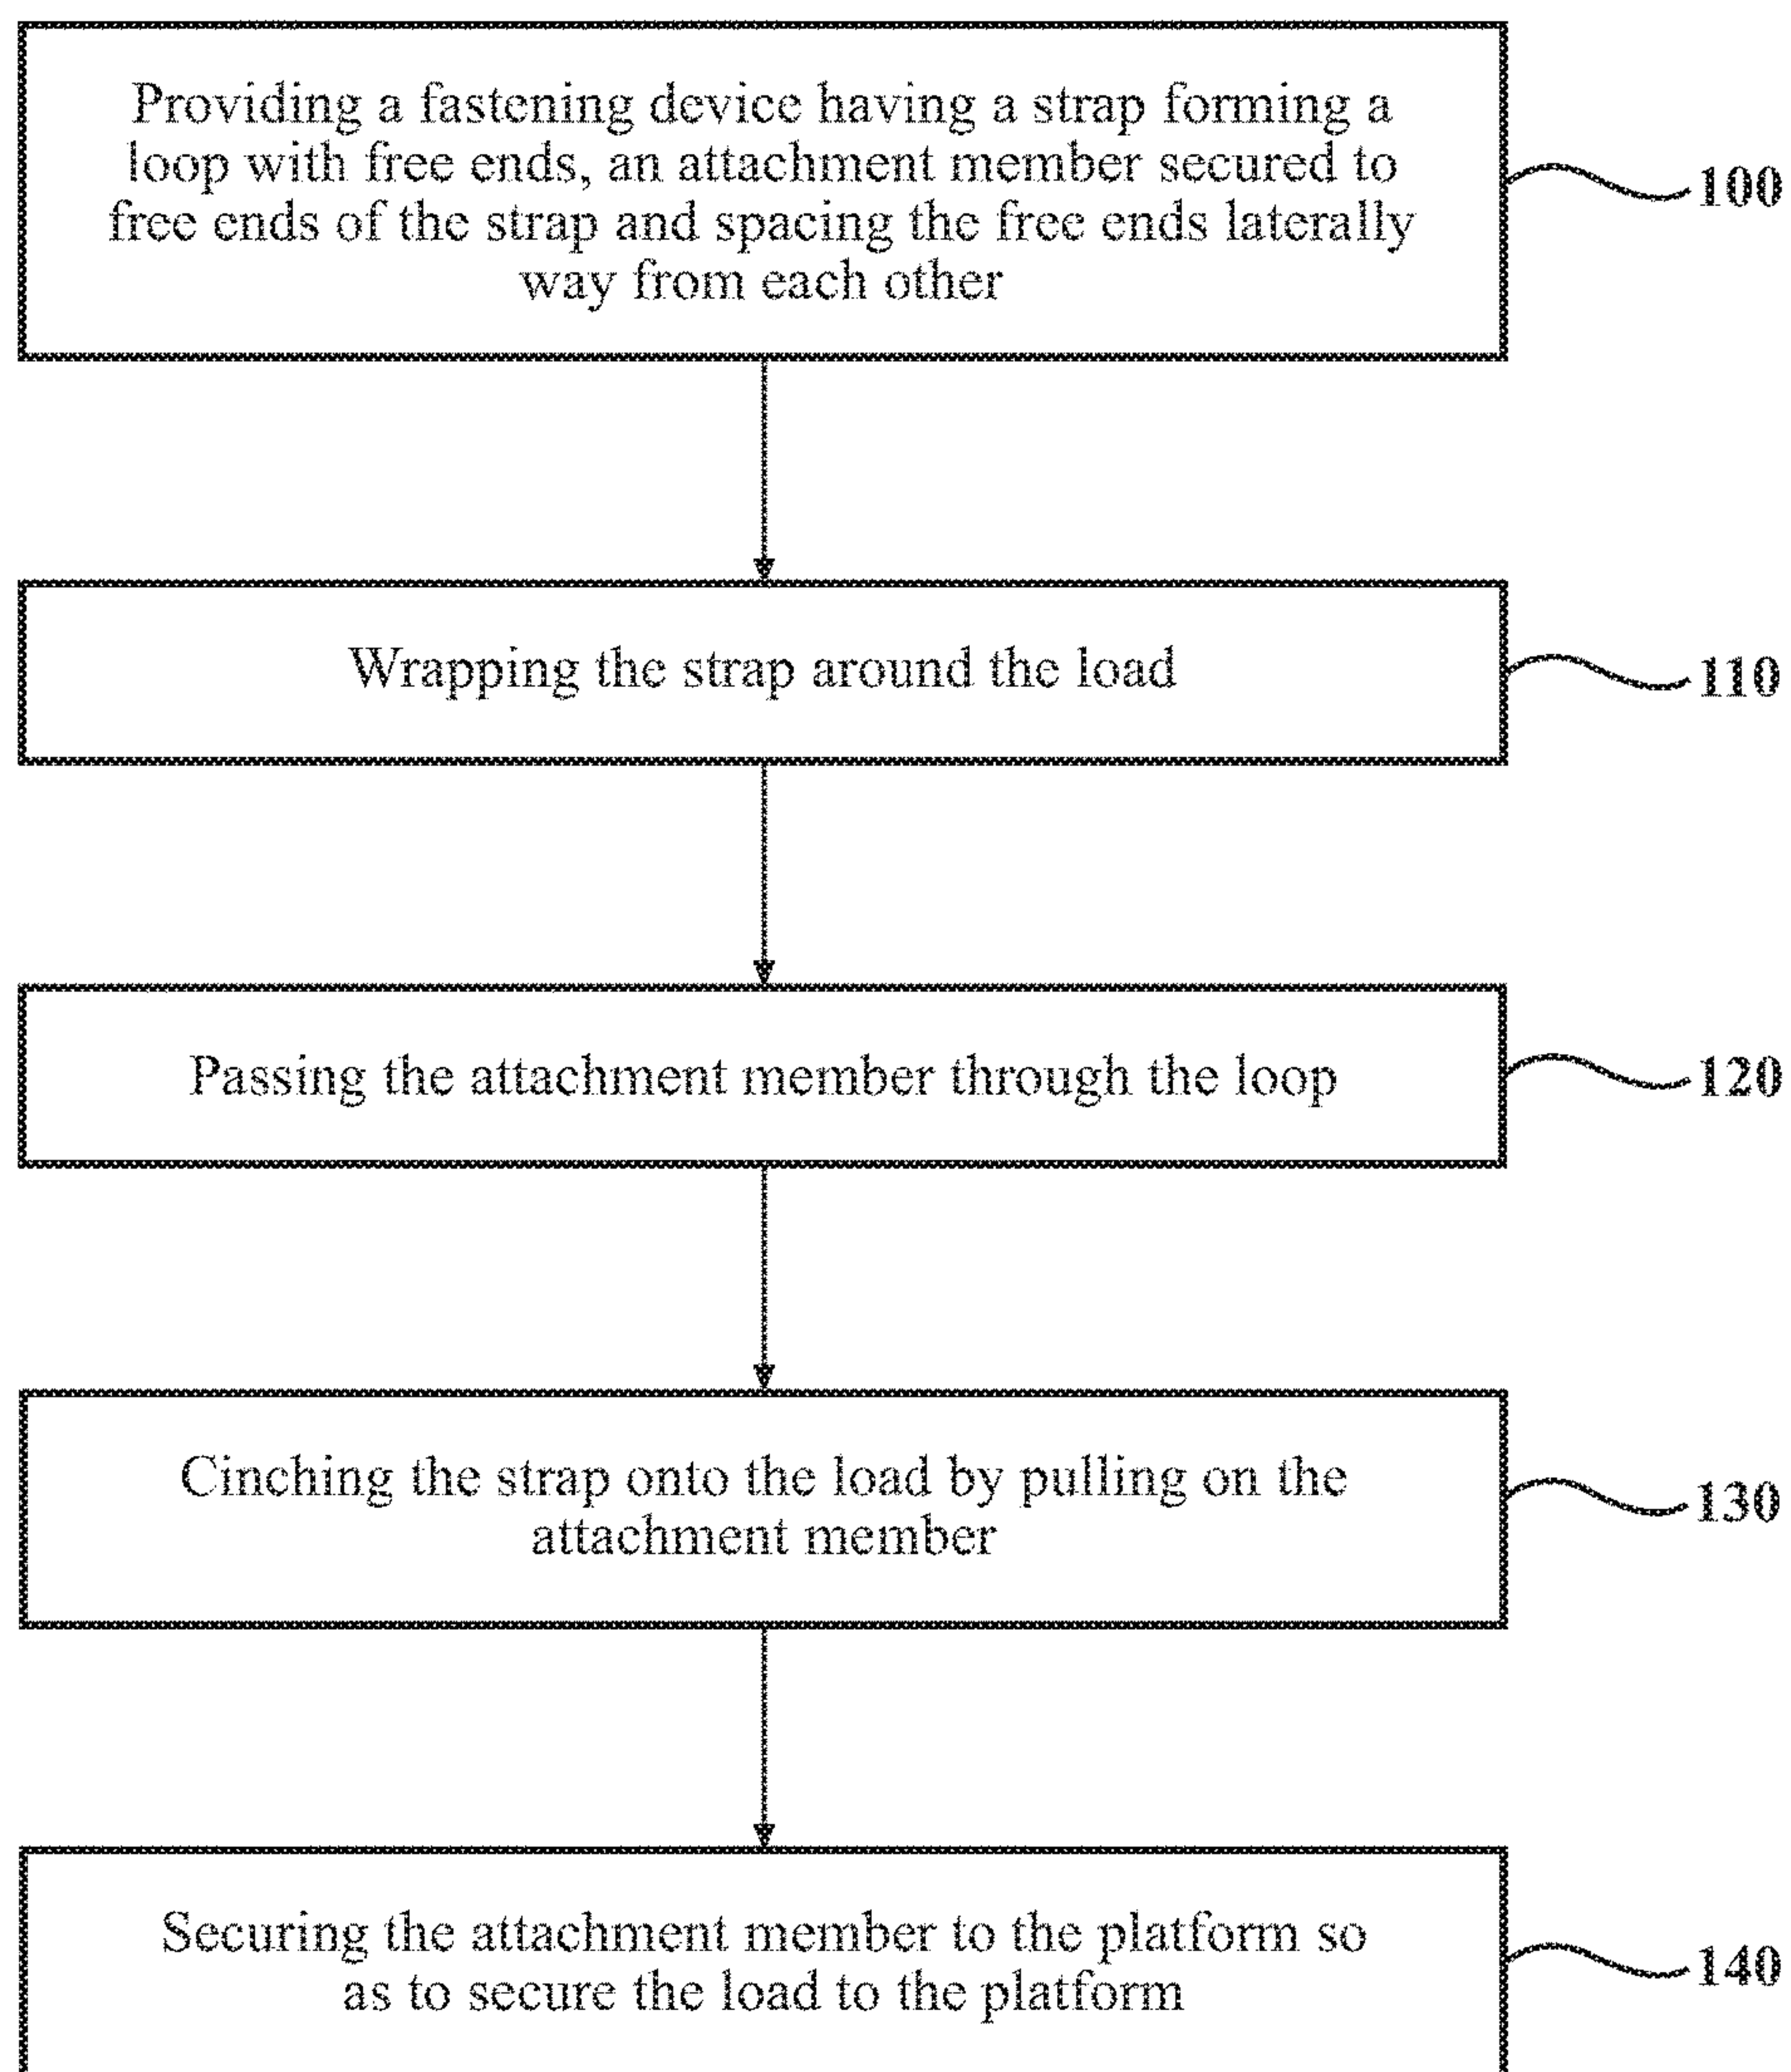 Providing a fastening device having a strap forming a
loop with free ends, an attachment member secured to
free ends of the strap and spacing the free ends laterally
way from each other
100
Wrapping the strap around the load
110
Passing the attachment member through the loop
120
Cinching the strap onto the load by pulling on the
attachment member
130
Securing the attachment member to the platform so
as to secure the load to the platform
140